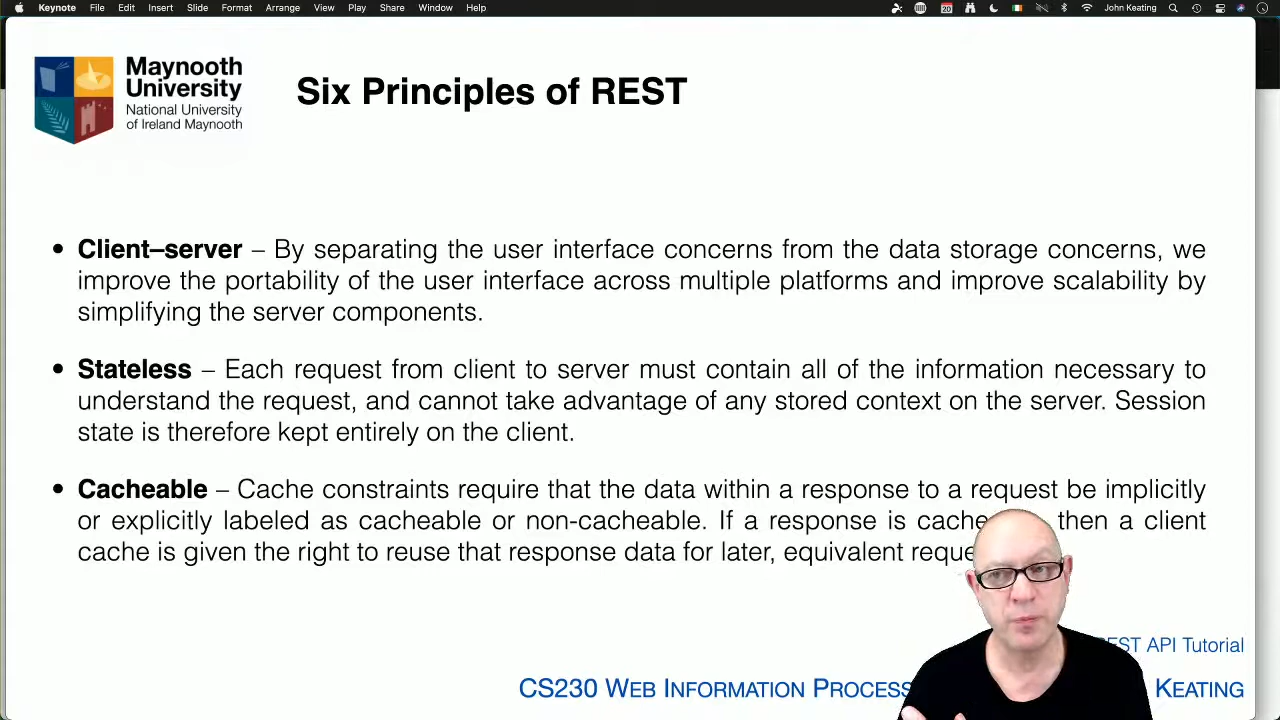 Keynote File Edit Insert Slide Format Arrange View Play Share Window Help 20 John Keating
Maynooth
University
National University
of Ireland Maynooth
Six Principles of REST
• Client–server – By separating the user interface concerns from the data storage concerns, we
improve the portability of the user interface across multiple platforms and improve scalability by
simplifying the server components.
• Stateless – Each request from client to server must contain all of the information necessary to
understand the request, and cannot take advantage of any stored context on the server. Session
state is therefore kept entirely on the client.
• Cacheable – Cache constraints require that the data within a response to a request be implicitly
or explicitly labeled as cacheable or non-cacheable. If a response is then a client
cache is given the right to reuse that response data for later, equivalent
API Tutorial
CS230 WEB INFORMATION KEATING